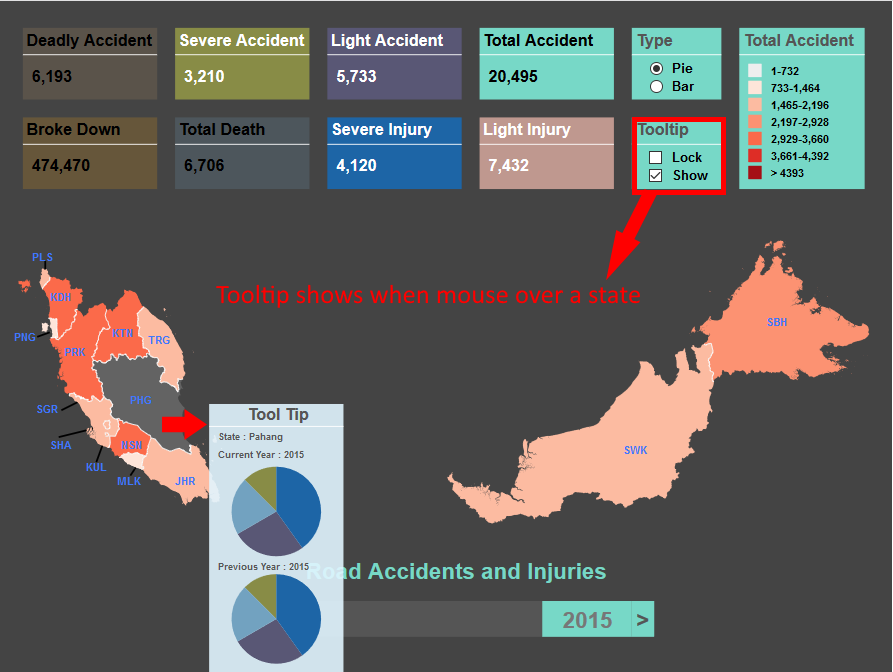 Deadly Accident
6,193
Severe Accident
3,210
Light Accident
5,733
Total Accident
20,495
Type
Pie
Bar
Total Accident
1-732
733-1,464
1,465-2,196
2,197-2,928
2,929-3,660
3,661-4,392
> 4393
Broke Down
474,470
Total Death
6,706
Severe Injury
4,120
Light Injury
7,432
Tooltip
Lock
Show
Tooltip shows when mouse over a state
PLS
KDH
PNG
PRK
KTN
TRG
PHG
SGR
SHA
KUL
NSN
MLK
JHR
SBH
SWK
Tool Tip
State : Pahang
Current Year : 2015
Previous Year : 2015
Road Accidents and Injuries
2015
>